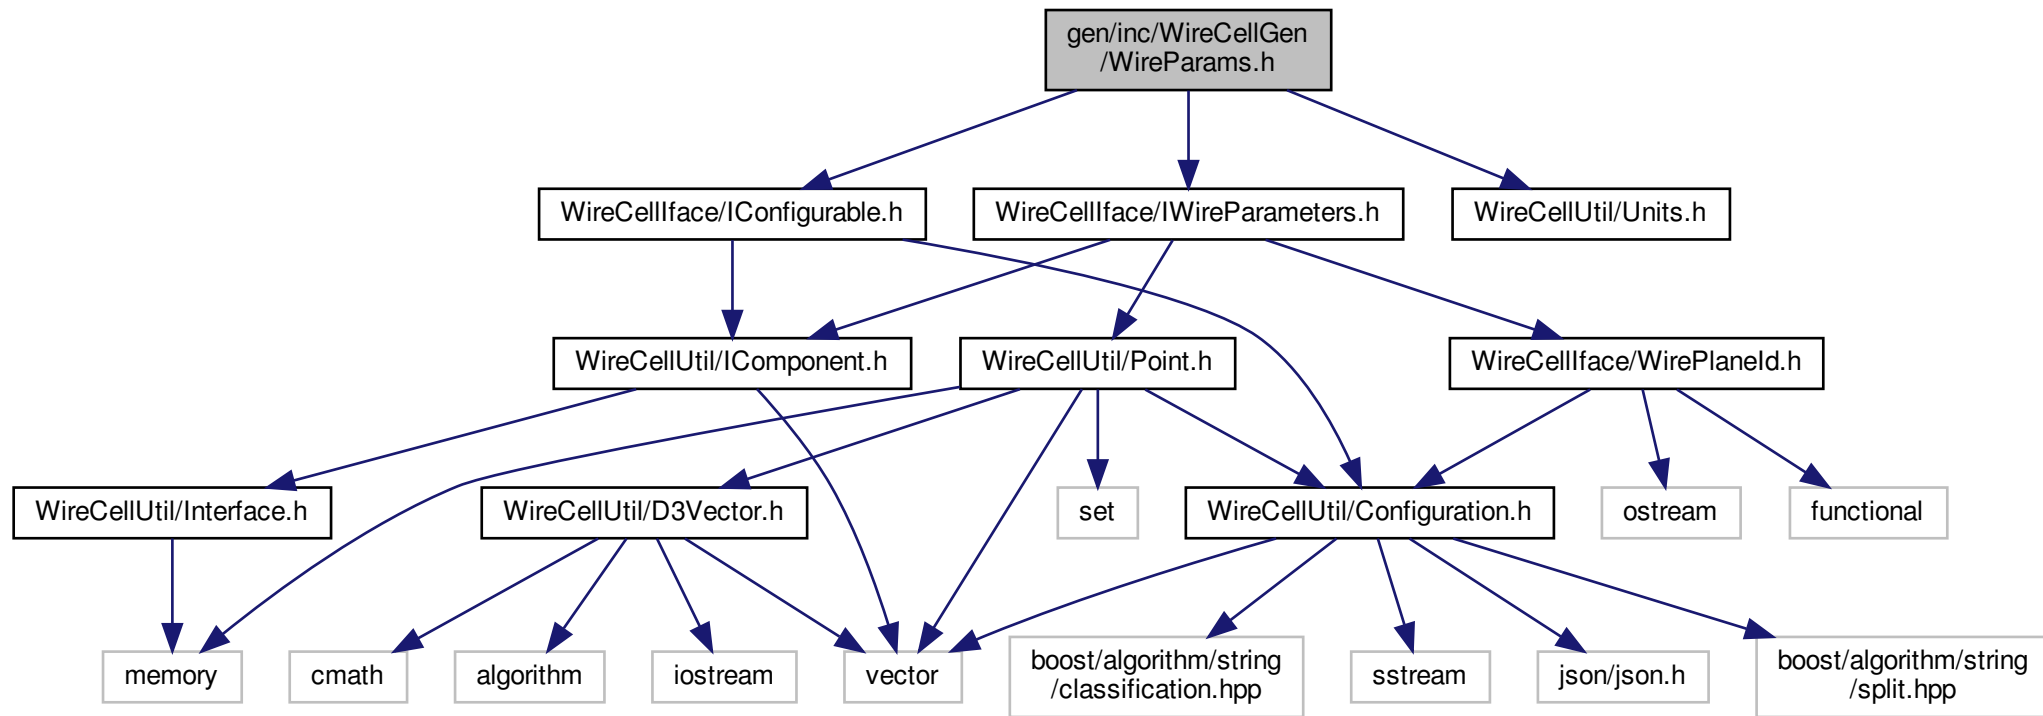 gen/inc/WireCellGen
/WireParams.h
WireCellIface/IConfigurable.h
WireCellIface/IWireParameters.h
WireCellUtil/Units.h
WireCellUtil/IComponent.h
WireCellUtil/Point.h
WireCellIface/WirePlaneId.h
WireCellUtil/Interface.h
WireCellUtil/D3Vector.h
set
WireCellUtil/Configuration.h
ostream
functional
memory
cmath
algorithm
iostream
vector
boost/algorithm/string
/classification.hpp
sstream
json/json.h
boost/algorithm/string
/split.hpp